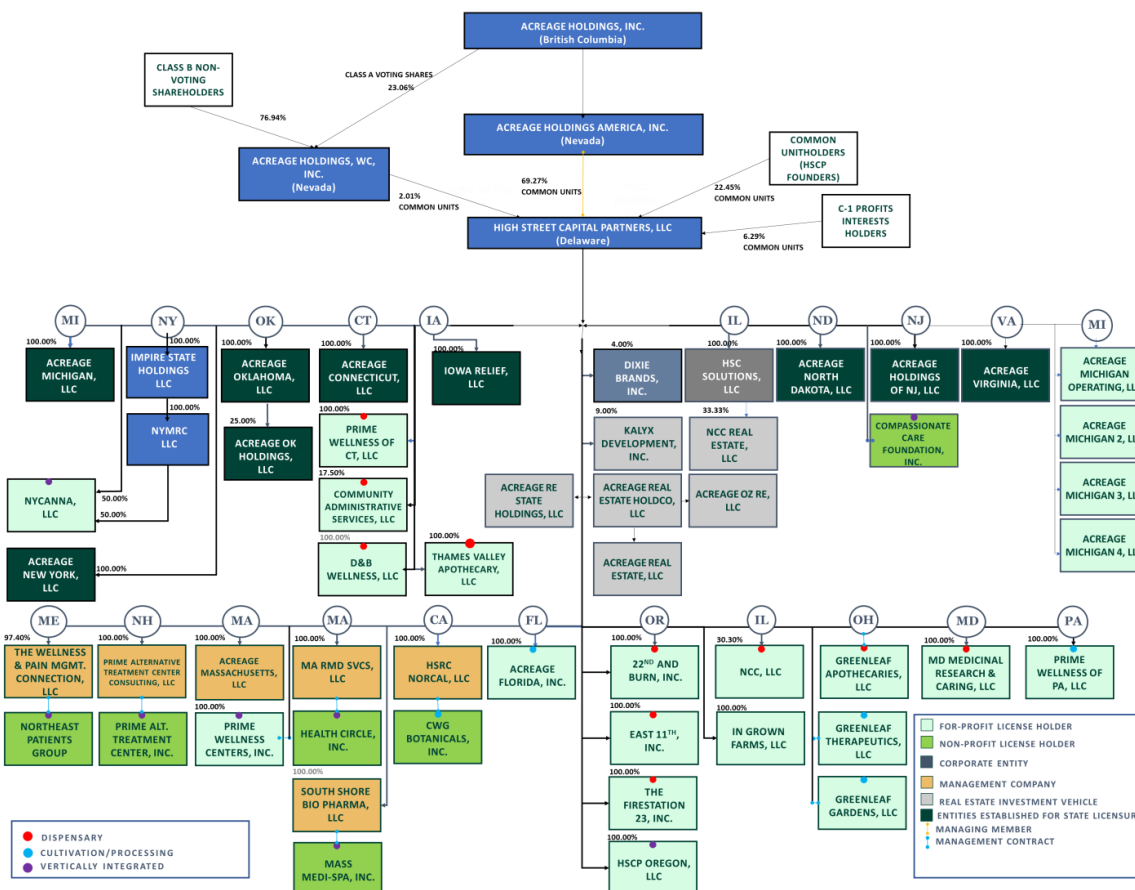 ACREAGE HOLDINGS, INC.
(British Columbia)
CLASS B NON-
VOTING
SHAREHOLDERS
CLASS A VOTING SHARES
23.06%
76.94%
ACREAGE HOLDINGS AMERICA, INC.
(Nevada)
ACREAGE HOLDINGS, WC,
INC.
(Nevada)
COMMON
UNITHOLDERS
(HSCP
FOUNDERS)
69.27%
COMMON UNITS
2.01%
COMMON UNITS
22.45%
COMMON UNITS
C-1 PROFITS
INTERESTS
HOLDERS
HIGH STREET CAPITAL PARTNERS, LLC
(Delaware)
6.29%
COMMON UNITS
MI
NY
OK
CT
IA
IL
ND
NJ
VA
MI
100.00%
ACREAGE
MICHIGAN,
LLC
100.00%
IMPIRE STATE
HOLDINGS
LLC
100.00%
NYMRC
LLC
NYCANNA,
LLC
50.00%
50.00%
ACREAGE
NEW YORK,
LLC
100.00%
100.00%
ACREAGE
OKLAHOMA,
LLC
25.00%
ACREAGE OK
HOLDINGS,
LLC
100.00%
ACREAGE
CONNECTICUT,
LLC
100.00%
PRIME
WELLNESS OF
CT, LLC
17.50%
COMMUNITY
ADMINISTRATIVE
SERVICES, LLC
100.00%
D&B
WELLNESS, LLC
100.00%
THAMES VALLEY
APOTHECARY,
LLC
100.00%
IOWA RELIEF,
LLC
4.00%
DIXIE
BRANDS,
INC.
9.00%
KALYX
DEVELOPMENT,
INC.
ACREAGE RE
STATE
HOLDINGS, LLC
ACREAGE REAL
ESTATE HOLDCO,
LLC
ACREAGE OZ RE,
LLC
ACREAGE REAL
ESTATE, LLC
100.00%
HSC
SOLUTIONS,
LLC
33.33%
NCC REAL
ESTATE,
LLC
100.00%
ACREAGE
NORTH
DAKOTA, LLC
100.00%
ACREAGE
HOLDINGS
OF NJ, LLC
COMPASSIONATE
CARE
FOUNDATION,
INC.
100.00%
ACREAGE
VIRGINIA, LLC
100.00%
ACREAGE
MICHIGAN
OPERATING, LL
ACREAGE
MICHIGAN 2, LL
ACREAGE
MICHIGAN 3, LL
ACREAGE
MICHIGAN 4, LL
ME
NH
MA
MA
CA
FL
OR
IL
OH
MD
PA
97.40%
THE WELLNESS
& PAIN MGMT.
CONNECTION, LLC
NORTHEAST
PATIENTS
GROUP
100.00%
PRIME ALTERNATIVE
TREATMENT CENTER
CONSULTING, LLC
PRIME ALT.
TREATMENT
CENTER, INC.
100.00%
ACREAGE
MASSACHUSETTS,
LLC
PRIME
WELLNESS
CENTERS, INC.
100.00%
MA RMD SVCS,
LLC
HEALTH CIRCLE,
INC.
100.00%
SOUTH SHORE
BIO PHARMA,
LLC
MASS
MEDI-SPA, INC.
100.00%
HSRC
NORCAL, LLC
CWG
BOTANICALS,
INC.
100.00%
ACREAGE
FLORIDA, INC.
100.00%
22ND AND
BURN, INC.
100.00%
EAST 11TH,
INC.
100.00%
THE
FIRESTATION
23, INC.
100.00%
HSCP OREGON,
LLC
30.30%
NCC, LLC
100.00%
IN GROWN
FARMS, LLC
100.00%
GREENLEAF
APOTHECARIES,
LLC
GREENLEAF
THERAPEUTICS,
LLC
GREENLEAF
GARDENS, LLC
100.00%
MD MEDICINAL
RESEARCH &
CARING, LLC
100.00%
PRIME
WELLNESS OF
PA, LLC
DISPENSARY
CULTIVATION/PROCESSING
VERTICALLY INTEGRATED
FOR-PROFIT LICENSE HOLDER
NON-PROFIT LICENSE HOLDER
CORPORATE ENTITY
MANAGEMENT COMPANY
REAL ESTATE INVESTMENT VEHICLE
ENTITIES ESTABLISHED FOR STATE LICENSUR
MANAGING MEMBER
MANAGEMENT CONTRACT